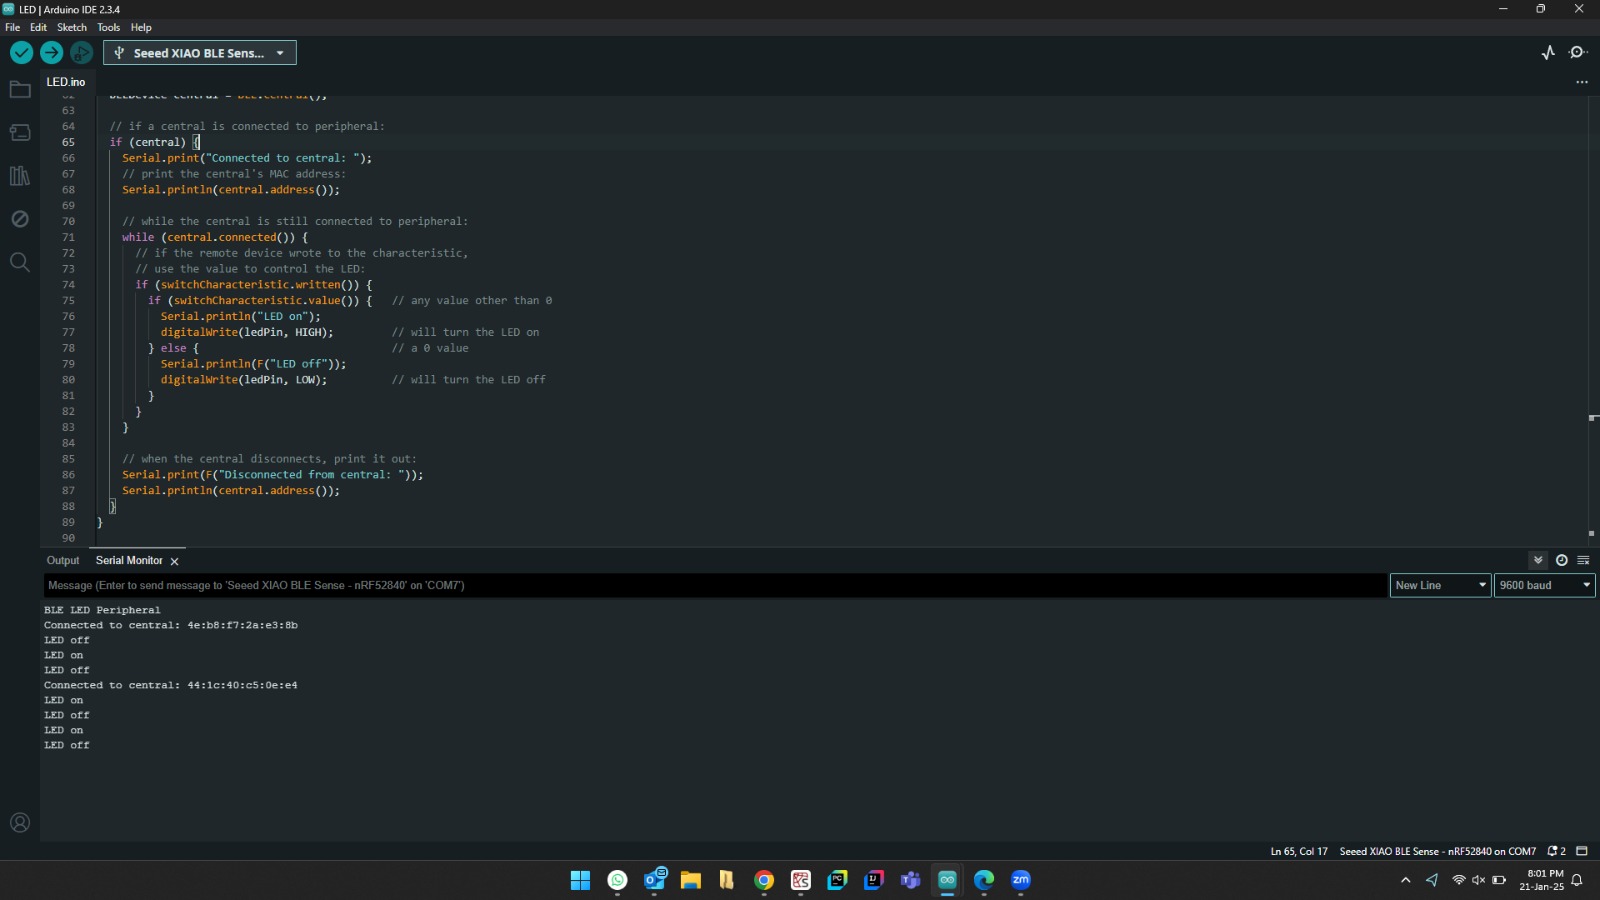 LED | Arduino IDE 2.3.4
File Edit Sketch Tools Help
Seeed XIAO BLE Sens...
LED.ino
62 BLEDevice central = BLE.central();
63
64 // if a central is connected to peripheral:
65 if (central) {
66 Serial.print("Connected to central: ");
67 // print the central's MAC address:
68 Serial.println(central.address());
69
70 // while the central is still connected to peripheral:
71 while (central.connected()) {
72 // if the remote device wrote to the characteristic,
73 // use the value to control the LED:
74 if (switchCharacteristic.written()) {
75 if (switchCharacteristic.value()) { // any value other than 0
76 Serial.println("LED on");
77 digitalWrite(ledPin, HIGH); // will turn the LED on
78 } else { // a 0 value
79 Serial.println(F("LED off"));
80 digitalWrite(ledPin, LOW); // will turn the LED off
81 }
82 }
83 }
84
85 // when the central disconnects, print it out:
86 Serial.print(F("Disconnected from central: "));
87 Serial.println(central.address());
88 }
89 }
90
Output Serial Monitor
Message (Enter to send message to 'Seeed XIAO BLE Sense - nRF52840' on 'COM7') New Line 9600 baud
BLE LED Peripheral
Connected to central: 4e:b8:f7:2a:e3:8b
LED off
LED on
LED off
Connected to central: 44:1c:40:c5:0e:e4
LED on
LED off
LED on
LED off
Ln 65, Col 17 Seeed XIAO BLE Sense - nRF52840 on COM7 2
PC IJ zm
8:01 PM
21-Jan-25